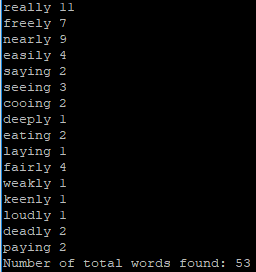 really 11
freely 7
nearly 9
easily 4
saying 2
seeing 3
cooing 2
deeply 1
eating 2
laying 1
fairly 4
weakly 1
keenly 1
loudly 1
deadly 2
paying 2
Number of total words found: 53